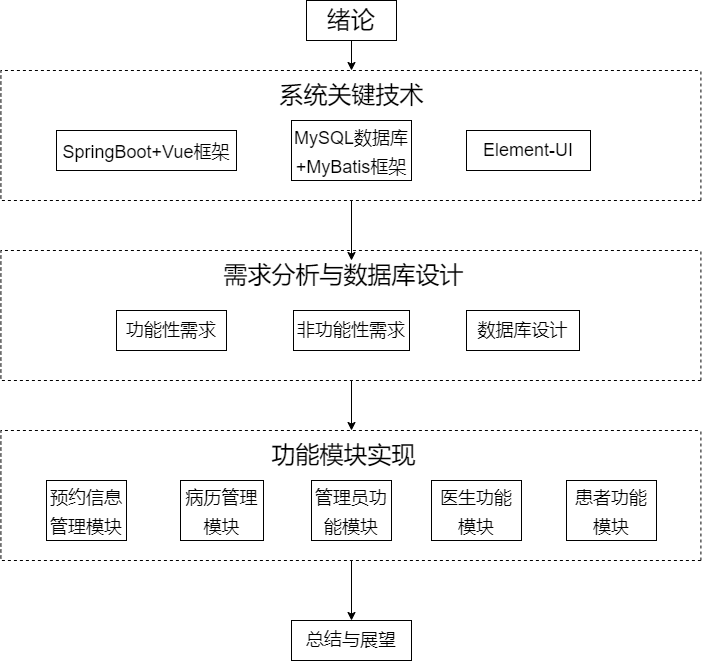 绪论
系统关键技术
SpringBoot+Vue框架
MySQL数据库
+MyBatis框架
Element-UI
需求分析与数据库设计
功能性需求
非功能性需求
数据库设计
功能模块实现
预约信息
管理模块
病历管理
模块
管理员功
能模块
医生功能
模块
患者功能
模块
总结与展望